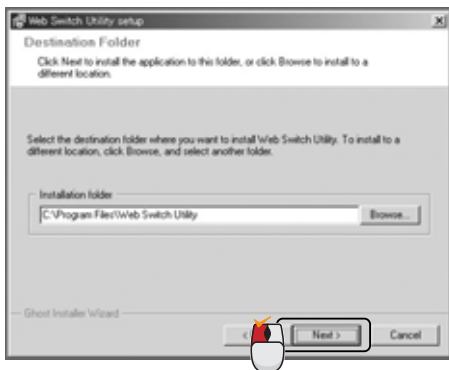 Web Switch Utility setup
Destination Folder
Click Next to install the application to this folder, or click Browse to install to a
different location.
Select the destination folder where you want to install Web Switch Utility. To install to a
different location, click Browse, and select another folder.
Installation folder
C:\Program Files\Web Switch Utility
Browse...
Ghost Installer Wizard
<
Next >
Cancel